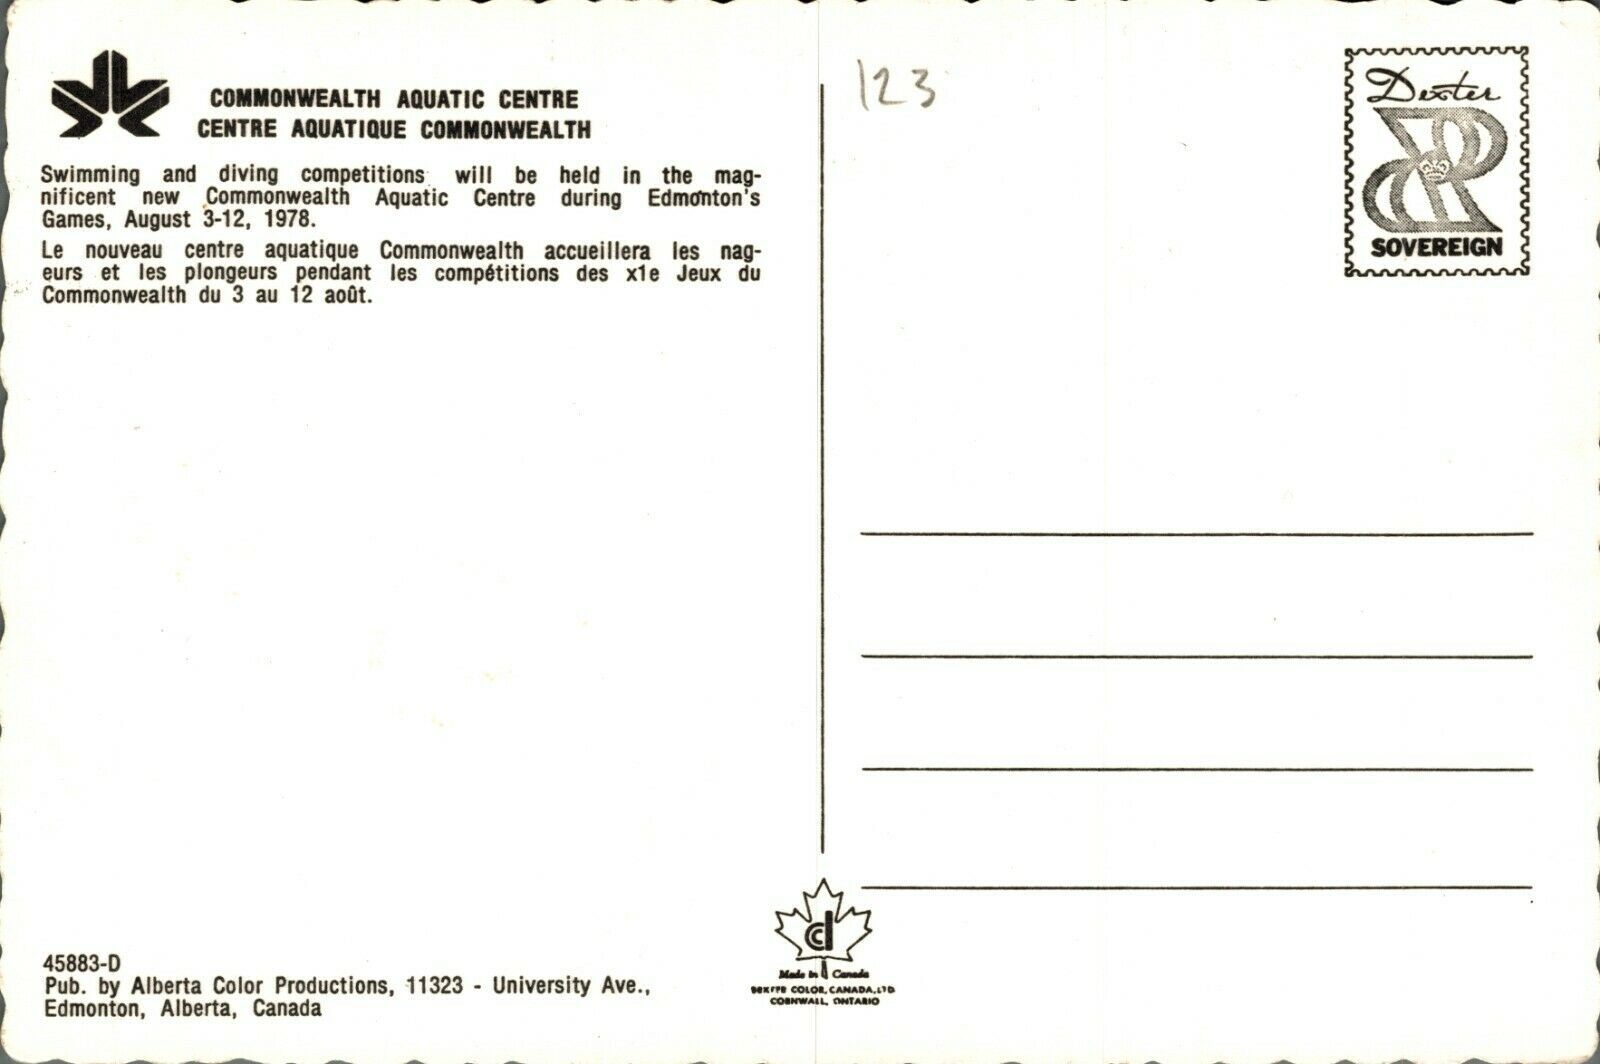 COMMONWEALTH AQUATIC CENTRE
CENTRE AQUATIQUE COMMONWEALTH
Swimming and diving competitions will be held in the mag-
nificent new Commonwealth Aquatic Centre during Edmonton's
Games, August 3-12, 1978.
Le nouveau centre aquatique Commonwealth accueillera les nag-
eurs et les plongeurs pendant les compétitions des x1e Jeux du
Commonwealth du 3 au 12 août.
45883-D
Pub. by Alberta Color Productions, 11323 - University Ave.,
Edmonton, Alberta, Canada
123
Dexter
SOVEREIGN
Made in Canada
COLOR, CANADA, LTD
CORNWALL, ONTARIO